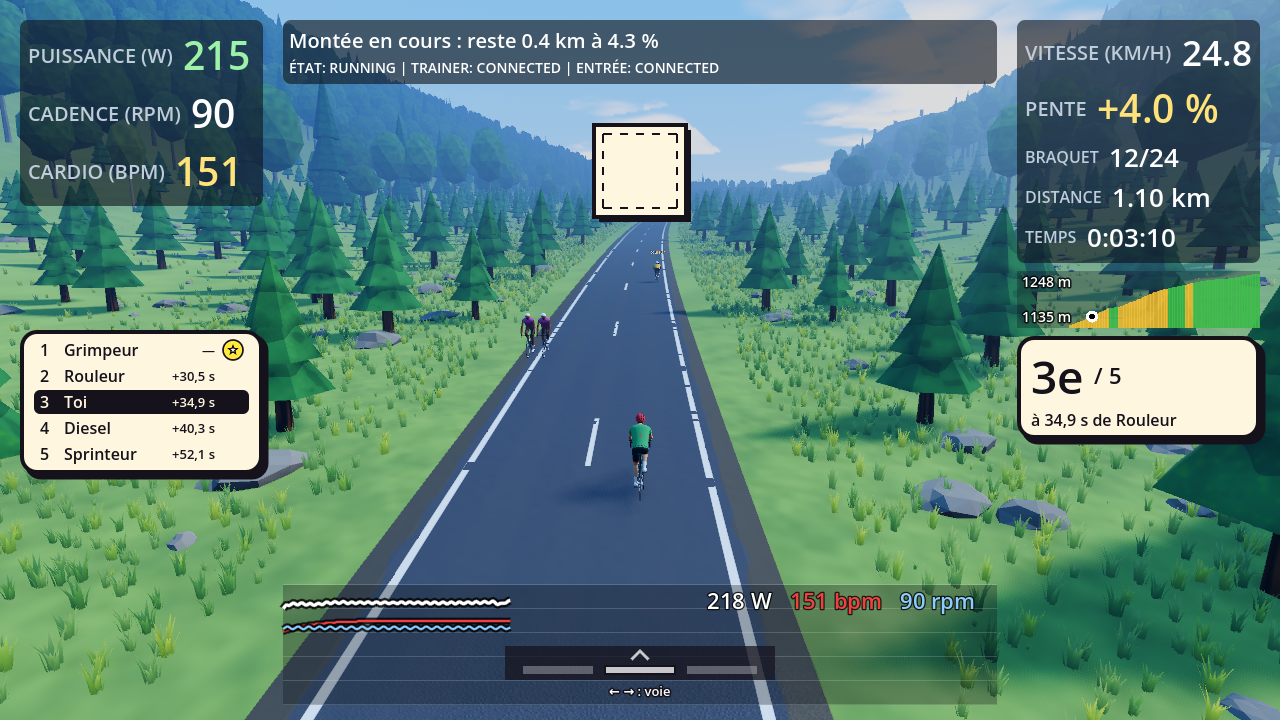 PUISSANCE (W) 215
CADENCE (RPM) 90
CARDIO (BPM) 151
Montée en cours : reste 0.4 km à 4.3 %
ÉTAT: RUNNING | TRAINER: CONNECTED | ENTRÉE: CONNECTED
VITESSE (KM/H) 24.8
PENTE +4.0 %
BRAQUET 12/24
DISTANCE 1.10 km
TEMPS 0:03:10
1248 m
1135 m
1 Grimpeur —
2 Rouleur +30,5 s
3 Toi +34,9 s
4 Diesel +40,3 s
5 Sprinteur +52,1 s
3e / 5
à 34,9 s de Rouleur
218 W 151 bpm 90 rpm
← → : voie